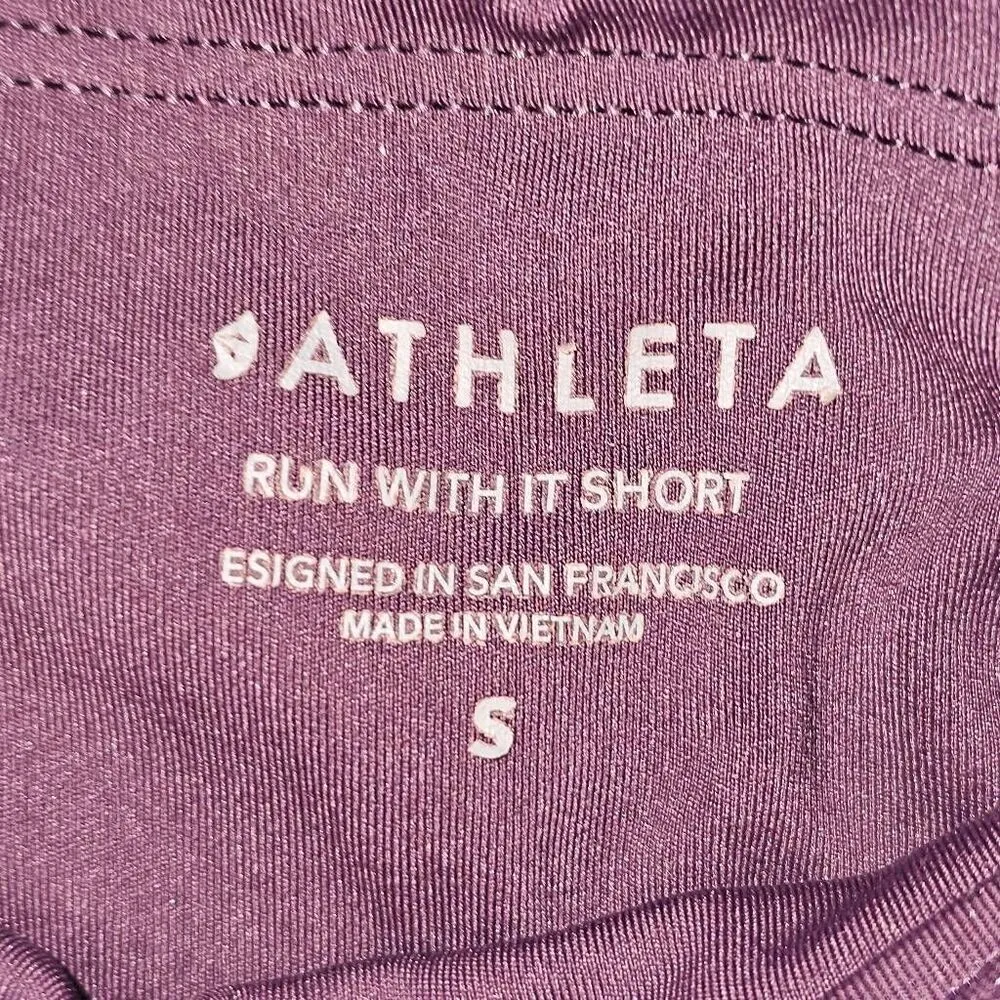 ATHLETA
RUN WITH IT SHORT
ESIGNED IN SAN FRANCISCO
MADE IN VIETNAM
S